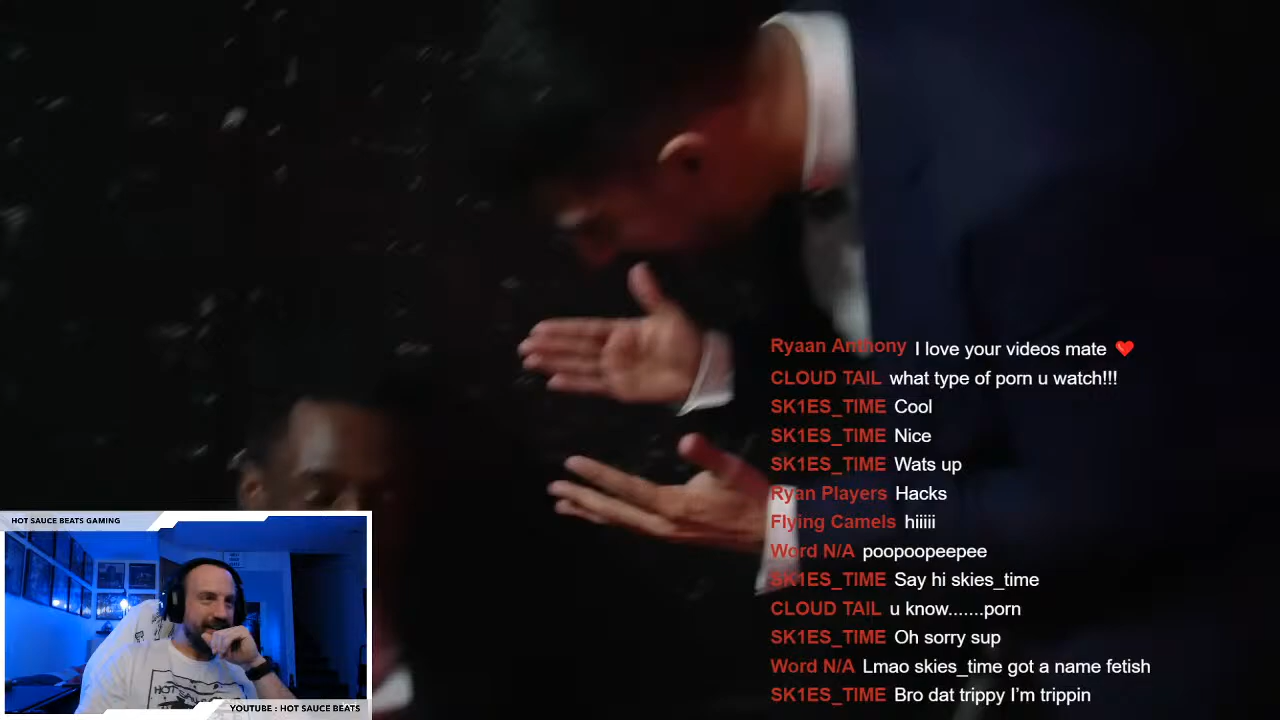 Ryaan Anthony I love your videos mate ❤️
CLOUD TAIL what type of porn u watch!!!
SK1ES_TIME Cool
SK1ES_TIME Nice
SK1ES_TIME Wats up
Ryan Players Hacks
Flying Camels hiiiii
Word N/A poopoopeepee
SK1ES_TIME Say hi skies_time
CLOUD TAIL u know.......porn
SK1ES_TIME Oh sorry sup
Word N/A Lmao skies_time got a name fetish
SK1ES_TIME Bro dat trippy I’m trippin
HOT SAUCE BEATS GAMING
YOUTUBE : HOT SAUCE BEATS